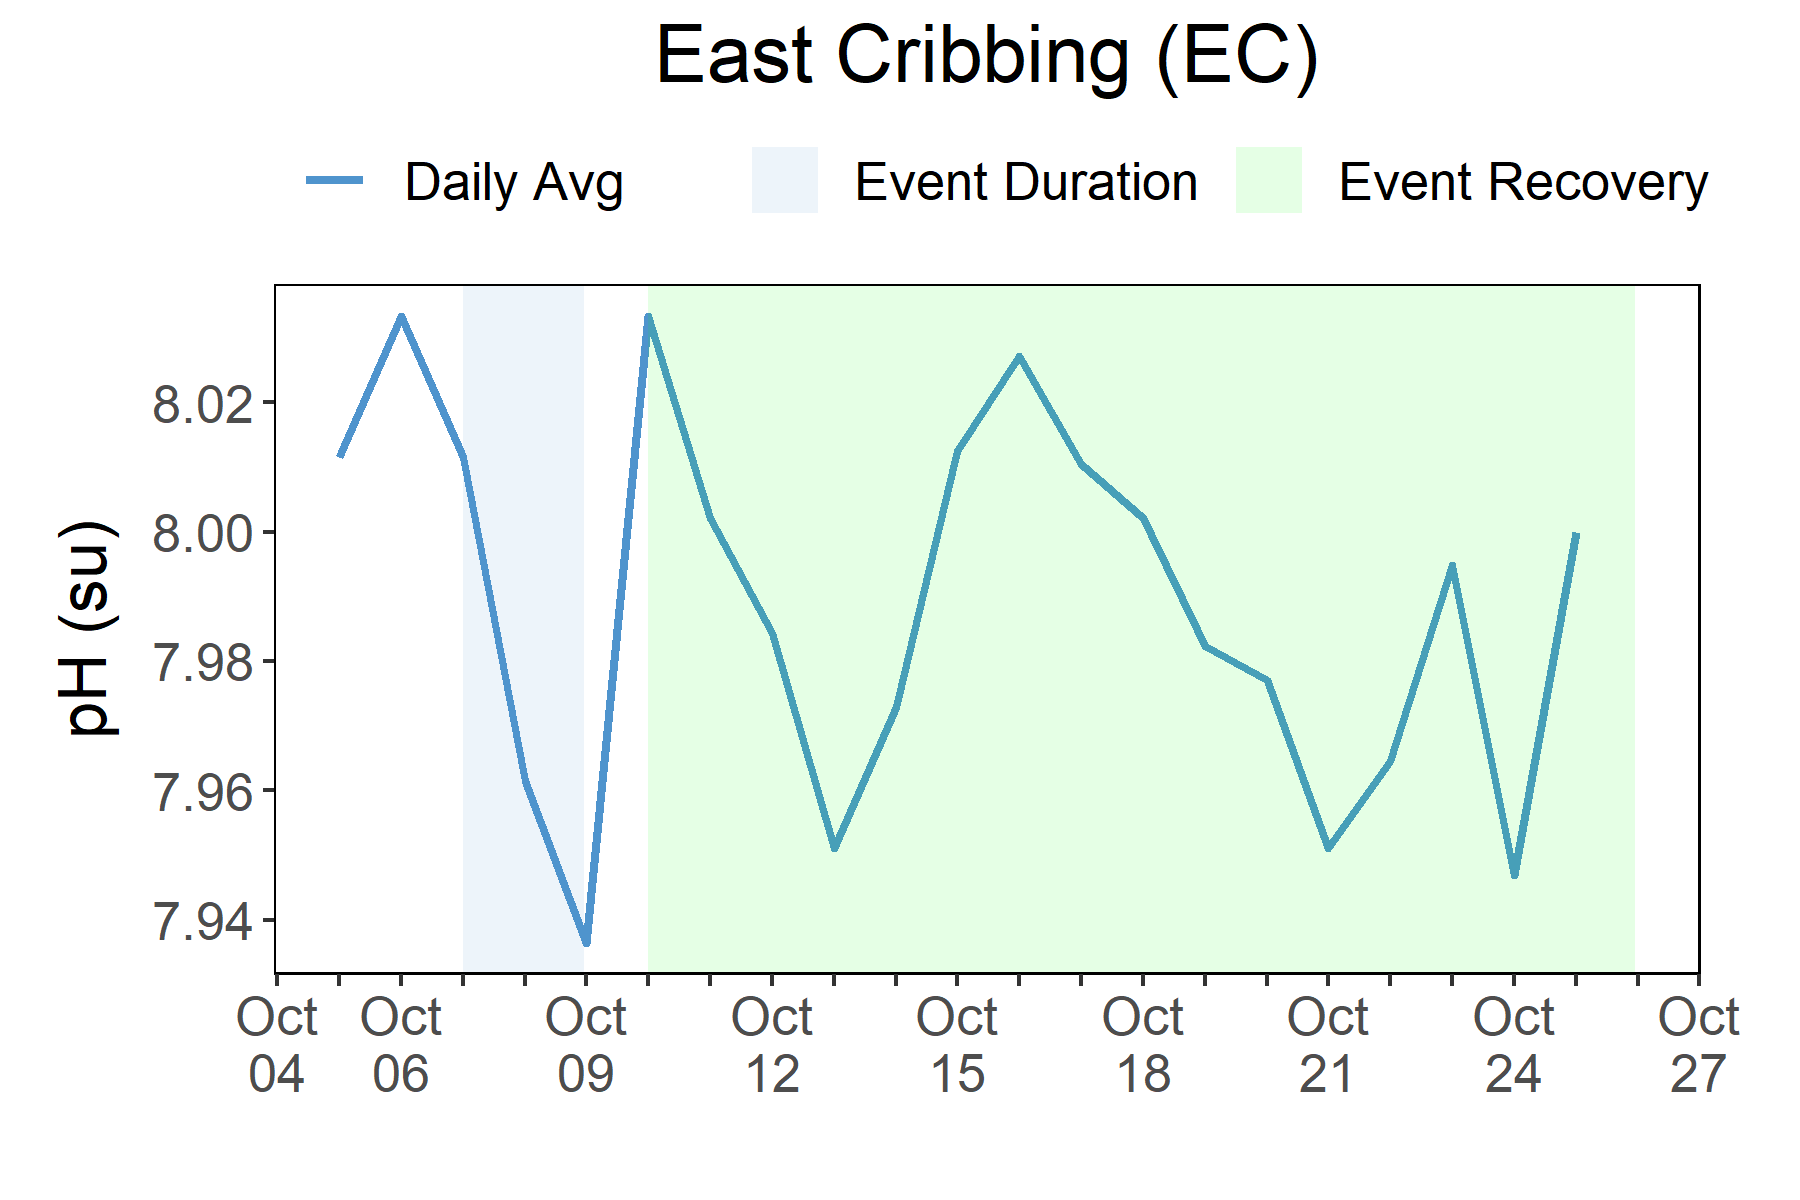 East Cribbing (EC)
Daily Avg Event Duration Event Recovery
pH (su)
8.02
8.00
7.98
7.96
7.94
Oct Oct Oct Oct Oct Oct Oct Oct Oct
04 06 09 12 15 18 21 24 27